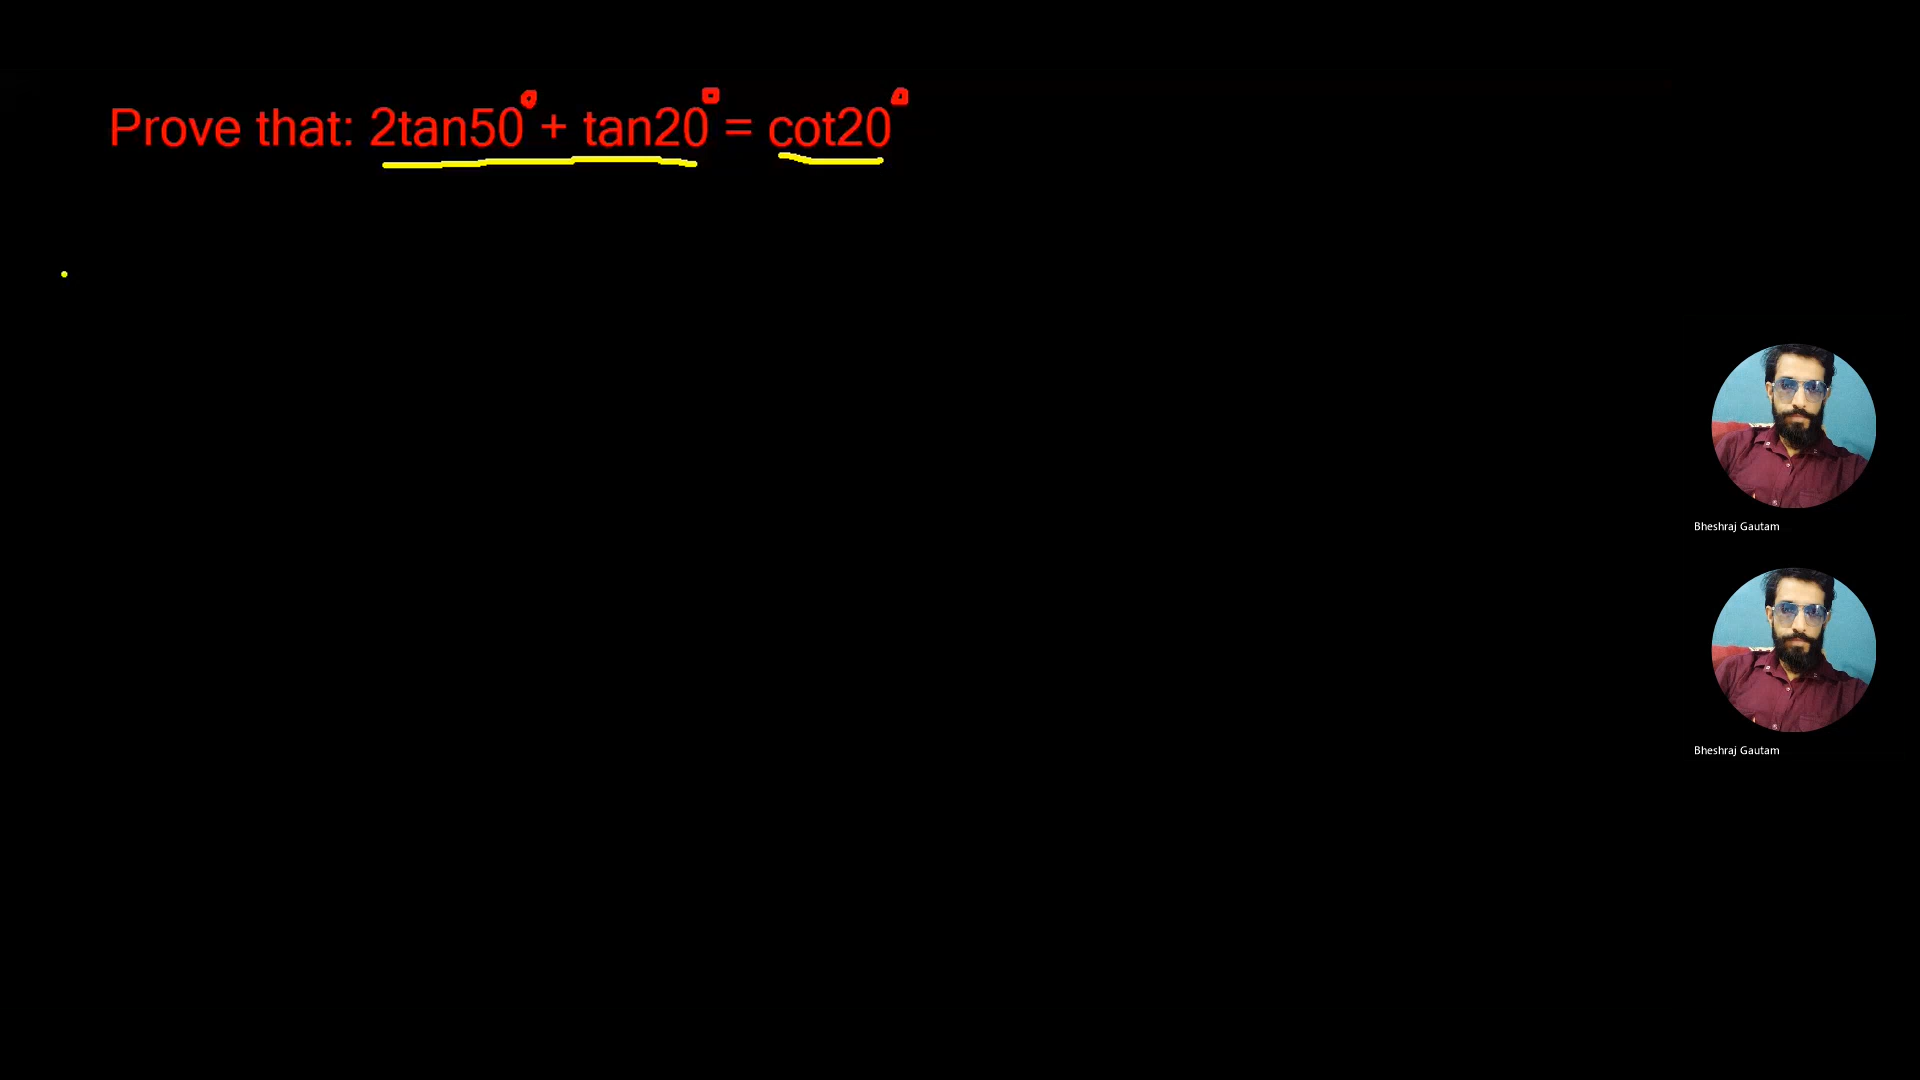 Prove that: 2tan50° + tan20° = cot20°
Bheshraj Gautam
Bheshraj Gautam